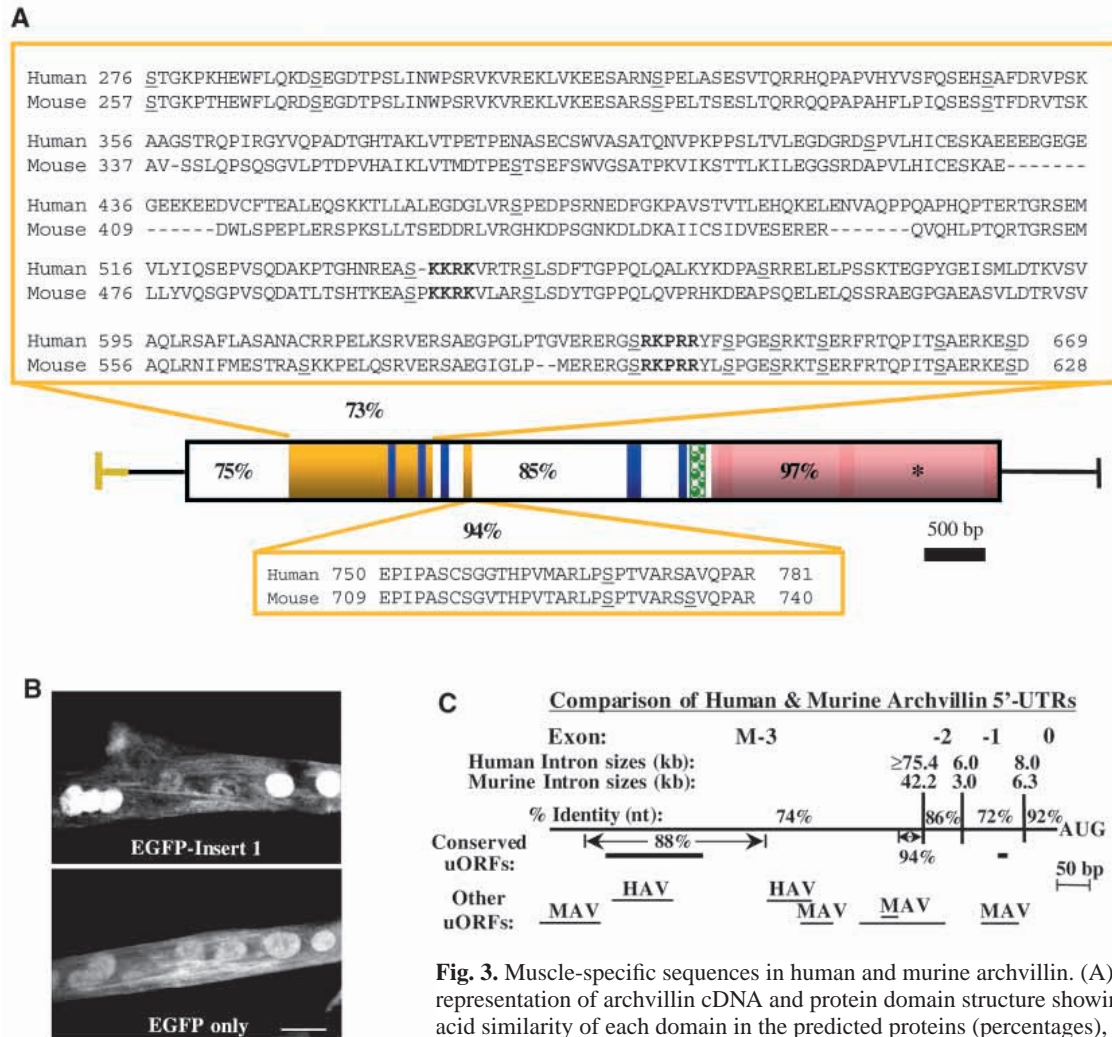 A
Human 276 STGKPKHEWFLQKDSEGDTPSLINWPSRVKVREKLVKEESARNSPELASESVTQRRHQPAPVHYVSFQSEHSAFDRVPSK
Mouse 257 STGKPTHEWFLQRDSEGDTPSLINWPSRVKVREKLVKEESARSSPELTSESLTQRRQQPAPAHFLPIQSESSTFDRVTSK
Human 356 AAGSTRQPIRGYVQPADTGHTAKLVTPETPENASECSWVASATQNVPKPPSLTVLEGDGRDSPVLHICESKAEEEEGEGE
Mouse 337 AV-SSLQPSQSGVLPTDPVHAIKLVTMDTPESTSEFSWVGSATPKVIKSTTLKILEGGSRDAPVLHICESKAE-------
Human 436 GEEKEEDVCFTEALEQSKKTLLALEGDGLVRSPEDPSRNEDFGKPAVSTVTLEHQKELENVAQPPQAPHQPTERTGRSEM
Mouse 409 ------DWLSPEPLERSPKSLLTSEDDRLVRGHKDPSGNKDLDKAIICSIDVESERER-------QVQHLPTQRTGRSEM
Human 516 VLYIQSEPVSQDAKPTGHNREAS-KKRKVRTRSLSDFTGPPQLQALKYKDPASRRELELPSSKTEGPYGEISMLDTKVSV
Mouse 476 LLYVQSGPVSQDATLTSHTKEASPKKRKVLARSLSDYTGPPQLQVPRHKDEAPSQELELQSSRAEGPGAEASVLDTRVSV
Human 595 AQLRSAFLASANACRRPELKSRVERSAEGPGLPTGVERERGSRKPRRYFSPGESRKTSERFRTQPITSAERKESD 669
Mouse 556 AQLRNIFMESTRASKKPELQSRVERSAEGIGLP--MERERGSRKPRRYLSPGESRKTSERFRTQPITSAERKESD 628
73%
75% 85% 97% *
500 bp
94%
Human 750 EPIPASCSGGTHPVMARLPSPTVARSAVQPAR 781
Mouse 709 EPIPASCSGVTHPVTARLPSPTVARSSVQPAR 740
B
EGFP-Insert 1
EGFP only
C
Comparison of Human & Murine Archvillin 5'-UTRs
Exon: M-3 -2 -1 0
Human Intron sizes (kb): ≥75.4 6.0 8.0
Murine Intron sizes (kb): 42.2 3.0 6.3
% Identity (nt): 74% 86% 72% 92% AUG
Conserved uORFs: 88% 94%
50 bp
Other uORFs: MAV HAV HAV MAV MAV MAV
Fig. 3. Muscle-specific sequences in human and murine archvillin. (A)
representation of archvillin cDNA and protein domain structure showin
acid similarity of each domain in the predicted proteins (percentages),